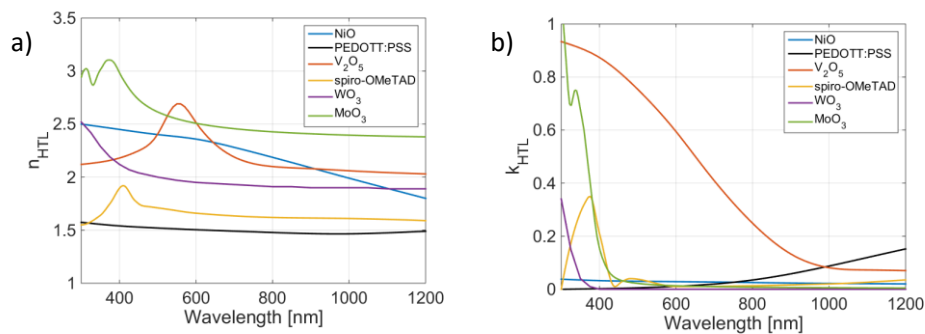 a)
3.5
3
2.5
2
1.5
1
n_HTL
400
600
800
1000
1200
Wavelength [nm]
NiO
PEDOTT:PSS
V₂O₅
spiro-OMeTAD
WO₃
MoO₃
b)
1
0.8
0.6
0.4
0.2
0
k_HTL
400
600
800
1000
1200
Wavelength [nm]
NiO
PEDOTT:PSS
V₂O₅
spiro-OMeTAD
WO₃
MoO₃